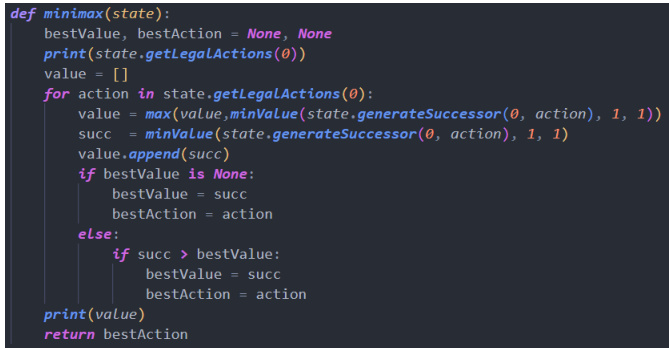 def minimax(state):
    bestValue, bestAction = None, None
    print(state.getLegalActions(0))
    value = []
    for action in state.getLegalActions(0):
        value = max(value,minValue(state.generateSuccessor(0, action), 1, 1))
        succ  = minValue(state.generateSuccessor(0, action), 1, 1)
        value.append(succ)
        if bestValue is None:
            bestValue = succ
            bestAction = action
        else:
            if succ > bestValue:
                bestValue = succ
                bestAction = action
    print(value)
    return bestAction